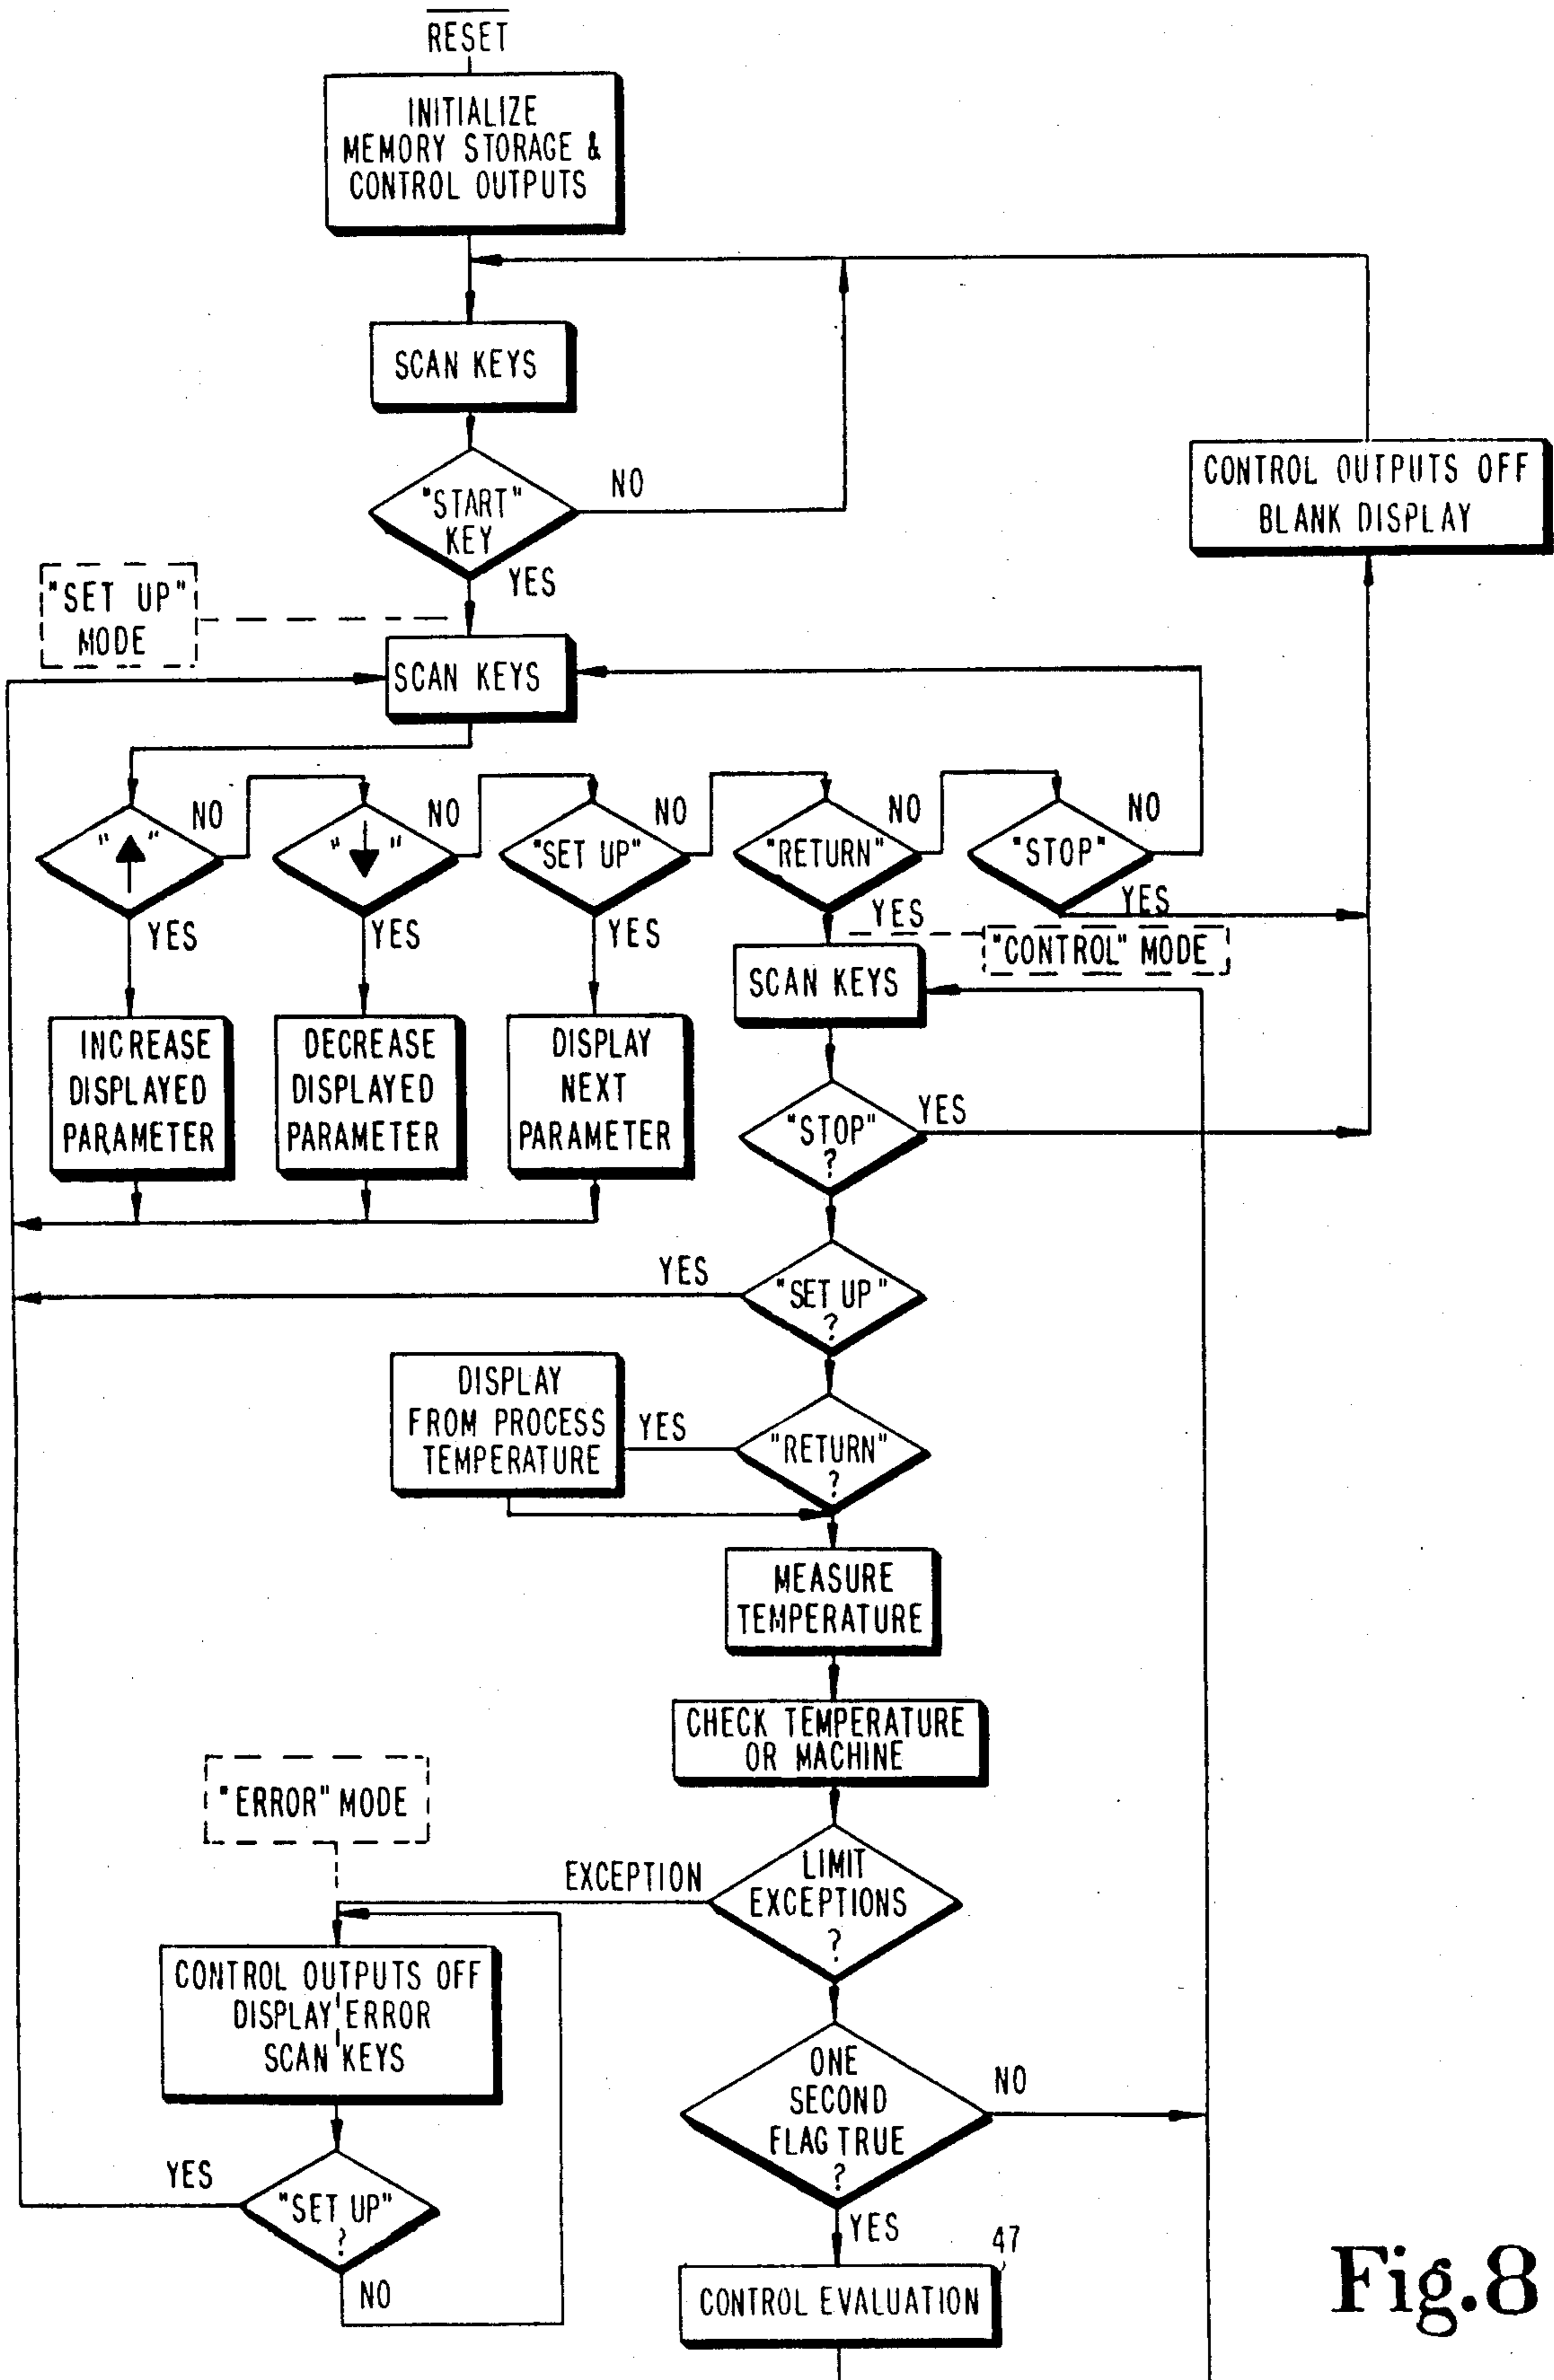 RESET
INITIALIZE
MEMORY STORAGE &
CONTROL OUTPUTS
SCAN KEYS
"START"
KEY
NO
YES
CONTROL OUTPUTS OFF
BLANK DISPLAY
"SET UP"
MODE
SCAN KEYS
"↑"
NO
YES
"↓"
NO
YES
"SET UP"
NO
YES
"RETURN"
NO
YES
"STOP"
NO
YES
"CONTROL" MODE
INCREASE
DISPLAYED
PARAMETER
DECREASE
DISPLAYED
PARAMETER
DISPLAY
NEXT
PARAMETER
SCAN KEYS
"STOP"
?
YES
"SET UP"
?
YES
DISPLAY
FROM PROCESS
TEMPERATURE
YES
"RETURN"
?
MEASURE
TEMPERATURE
CHECK TEMPERATURE
OR MACHINE
"ERROR" MODE
EXCEPTION
LIMIT
EXCEPTIONS
?
CONTROL OUTPUTS OFF
DISPLAY ERROR
SCAN KEYS
ONE
SECOND
FLAG TRUE
?
NO
YES
"SET UP"
?
YES
NO
47
CONTROL EVALUATION
Fig.8